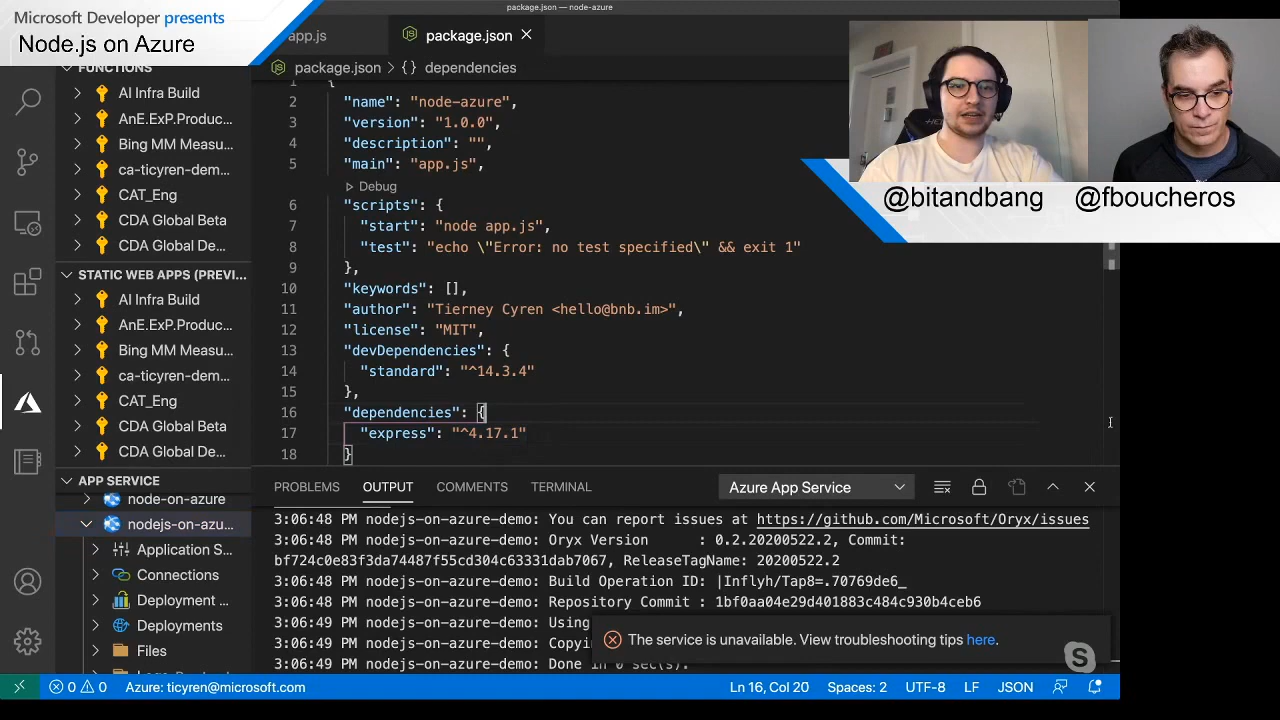 package.json — node-azure
Microsoft Developer presents
Node.js on Azure
app.js
package.json
package.json > {} dependencies
FUNCTIONS
AI Infra Build
AnE.ExP.Produc...
Bing MM Measu...
ca-ticyren-dem...
CAT_Eng
CDA Global Beta
CDA Global De...
STATIC WEB APPS (PREVI...
AI Infra Build
AnE.ExP.Produc...
Bing MM Measu...
ca-ticyren-dem...
CAT_Eng
CDA Global Beta
CDA Global De...
APP SERVICE
node-on-azure
nodejs-on-azu...
Application S...
Connections
Deployment ...
Deployments
Files
1 {
2 "name": "node-azure",
3 "version": "1.0.0",
4 "description": "",
5 "main": "app.js",
Debug
6 "scripts": {
7 "start": "node app.js",
8 "test": "echo \"Error: no test specified\" && exit 1"
9 },
10 "keywords": [],
11 "author": "Tierney Cyren <hello@bnb.im>",
12 "license": "MIT",
13 "devDependencies": {
14 "standard": "^14.3.4"
15 },
16 "dependencies": {
17 "express": "^4.17.1"
18 }
@bitandbang @fboucheros
PROBLEMS OUTPUT COMMENTS TERMINAL Azure App Service
3:06:48 PM nodejs-on-azure-demo: You can report issues at https://github.com/Microsoft/Oryx/issues
3:06:48 PM nodejs-on-azure-demo: Oryx Version : 0.2.20200522.2, Commit:
bf724c0e83f3da74487f55cd304c63331dab7067, ReleaseTagName: 20200522.2
3:06:48 PM nodejs-on-azure-demo: Build Operation ID: |Inflyh/Tap8=.70769de6_
3:06:48 PM nodejs-on-azure-demo: Repository Commit : 1bf0aa04e29d401883c484c930b4ceb6
3:06:49 PM nodejs-on-azure-demo: Using
3:06:49 PM nodejs-on-azure-demo: Copyi
3:06:49 PM nodejs-on-azure-demo: Done in 0 sec(s).
The service is unavailable. View troubleshooting tips here.
0 0 Azure: ticyren@microsoft.com Ln 16, Col 20 Spaces: 2 UTF-8 LF JSON